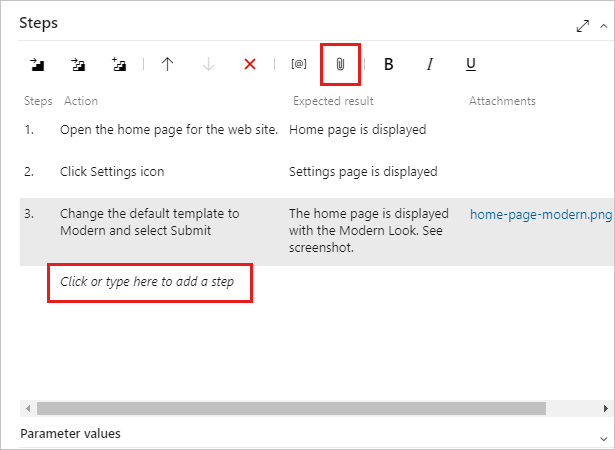 Steps
[@] B I U
Steps Action Expected result Attachments
1. Open the home page for the web site. Home page is displayed
2. Click Settings icon Settings page is displayed
3. Change the default template to The home page is displayed home-page-modern.png
Modern and select Submit with the Modern Look. See
screenshot.
Click or type here to add a step
Parameter values